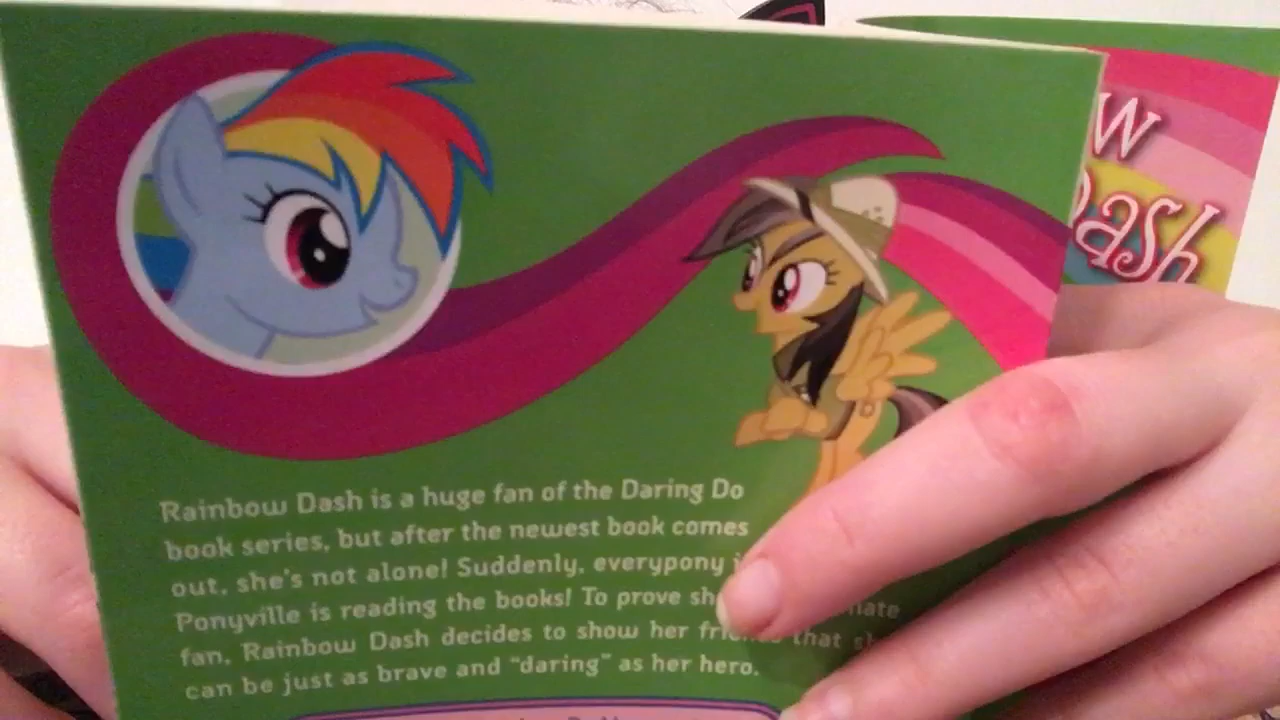 w
Dash
Rainbow Dash is a huge fan of the Daring Do
book series, but after the newest book comes
out, she's not alone! Suddenly, everypony
Ponyville is reading the books! To prove
fan, Rainbow Dash decides to show her that
can be just as brave and "daring" as her hero.